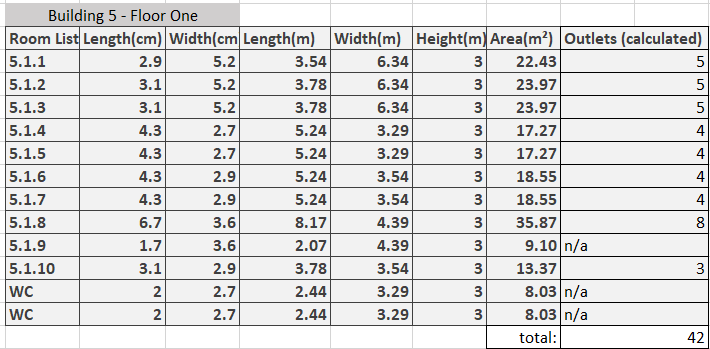 Building 5 - Floor One
Room List Length(cm) Width(cm Length(m) Width(m) Height(m) Area(m²) Outlets (calculated)
5.1.1 2.9 5.2 3.54 6.34 3 22.43 5
5.1.2 3.1 5.2 3.78 6.34 3 23.97 5
5.1.3 3.1 5.2 3.78 6.34 3 23.97 5
5.1.4 4.3 2.7 5.24 3.29 3 17.27 4
5.1.5 4.3 2.7 5.24 3.29 3 17.27 4
5.1.6 4.3 2.9 5.24 3.54 3 18.55 4
5.1.7 4.3 2.9 5.24 3.54 3 18.55 4
5.1.8 6.7 3.6 8.17 4.39 3 35.87 8
5.1.9 1.7 3.6 2.07 4.39 3 9.10 n/a
5.1.10 3.1 2.9 3.78 3.54 3 13.37 3
WC 2 2.7 2.44 3.29 3 8.03 n/a
WC 2 2.7 2.44 3.29 3 8.03 n/a
total: 42